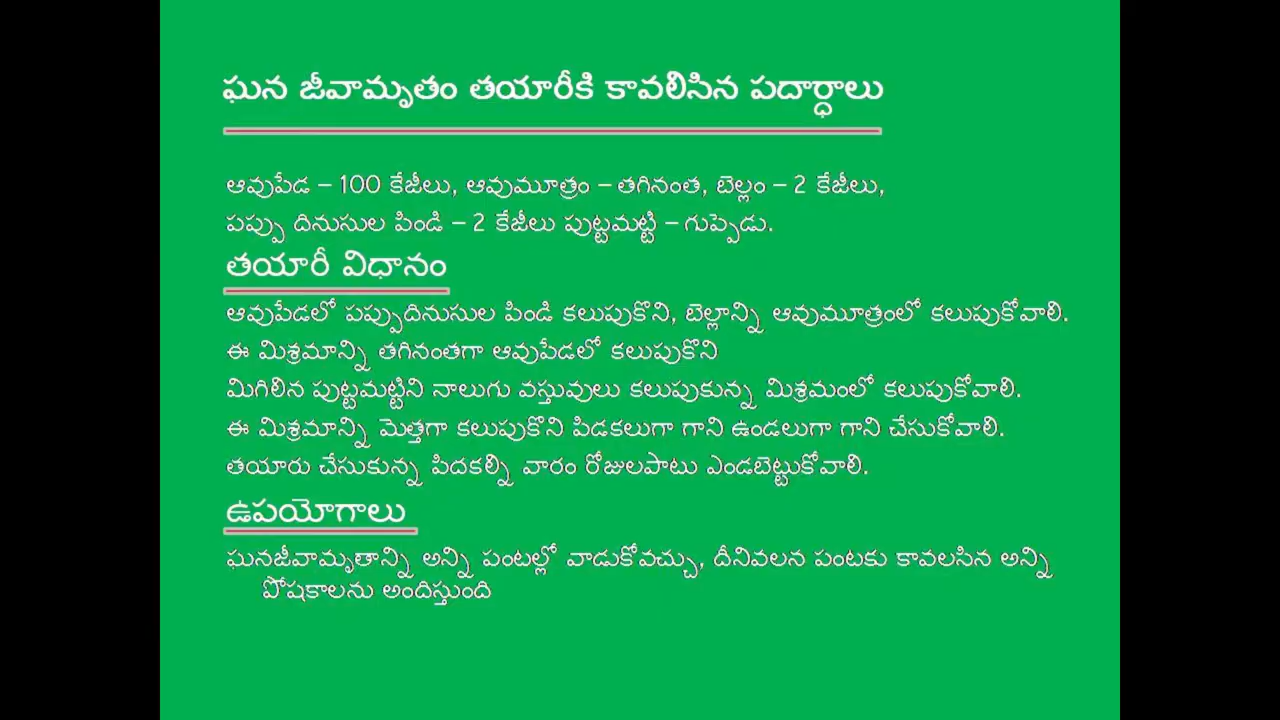 ఘన జీవామృతం తయారీకి కావలిసిన పదార్ధాలు
ఆవుపేడ – 100 కేజీలు, ఆవుమూత్రం – తగినంత, బెల్లం – 2 కేజీలు,
పప్పు దినుసుల పిండి – 2 కేజీలు పుట్టమట్టి – గుప్పెడు.
తయారీ విధానం
ఆవుపేడలో పప్పుదినుసుల పిండి కలుపుకొని, బెల్లాన్ని ఆవుమూత్రంలో కలుపుకోవాలి.
ఈ మిశ్రమాన్ని తగినంతగా ఆవుపేడలో కలుపుకొని
మిగిలిన పుట్టమట్టిని నాలుగు వస్తువులు కలుపుకున్న మిశ్రమంలో కలుపుకోవాలి.
ఈ మిశ్రమాన్ని మెత్తగా కలుపుకొని పిడకలుగా గాని ఉండలుగా గాని చేసుకోవాలి.
తయారు చేసుకున్న పిదకల్ని వారం రోజులపాటు ఎండబెట్టుకోవాలి.
ఉపయోగాలు
ఘనజీవామృతాన్ని అన్ని పంటల్లో వాడుకోవచ్చు, దీనివలన పంటకు కావలసిన అన్ని
పోషకాలను అందిస్తుంది